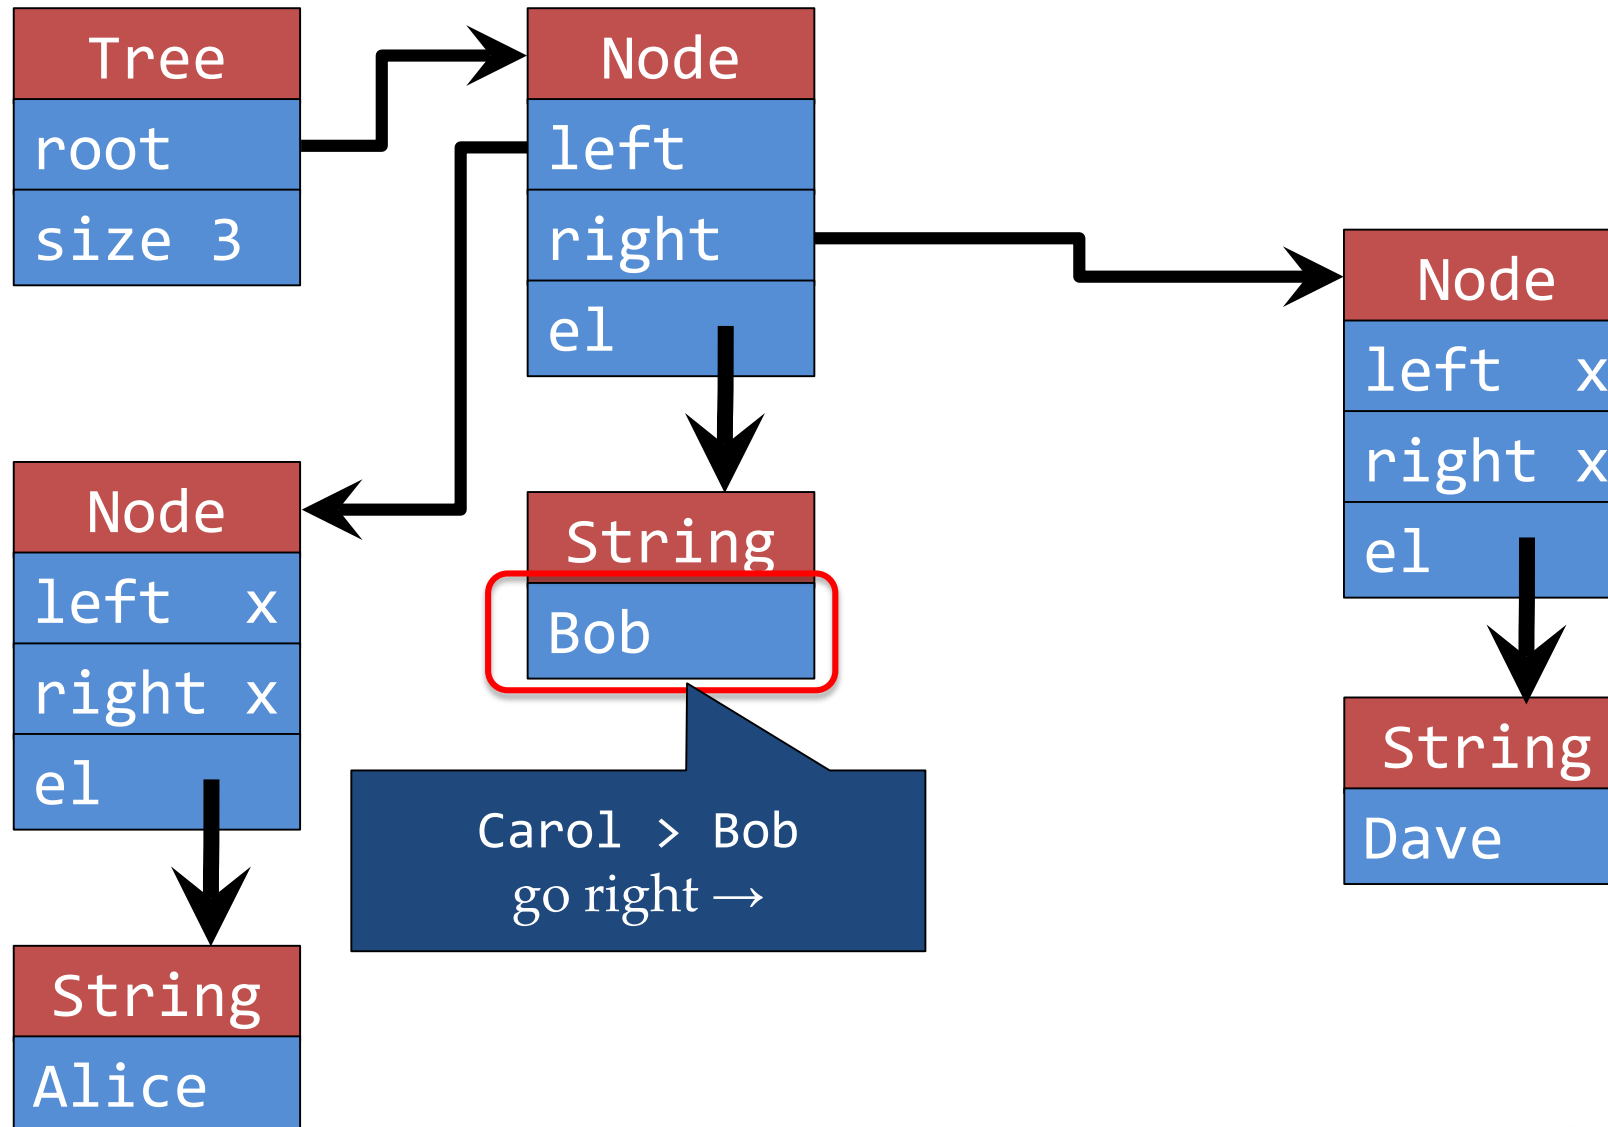 Tree
root
size 3
Node
left
right
el
Node
left x
right x
el
Node
left x
right x
el
String
Bob
String
Dave
Carol > Bob
go right →
String
Alice